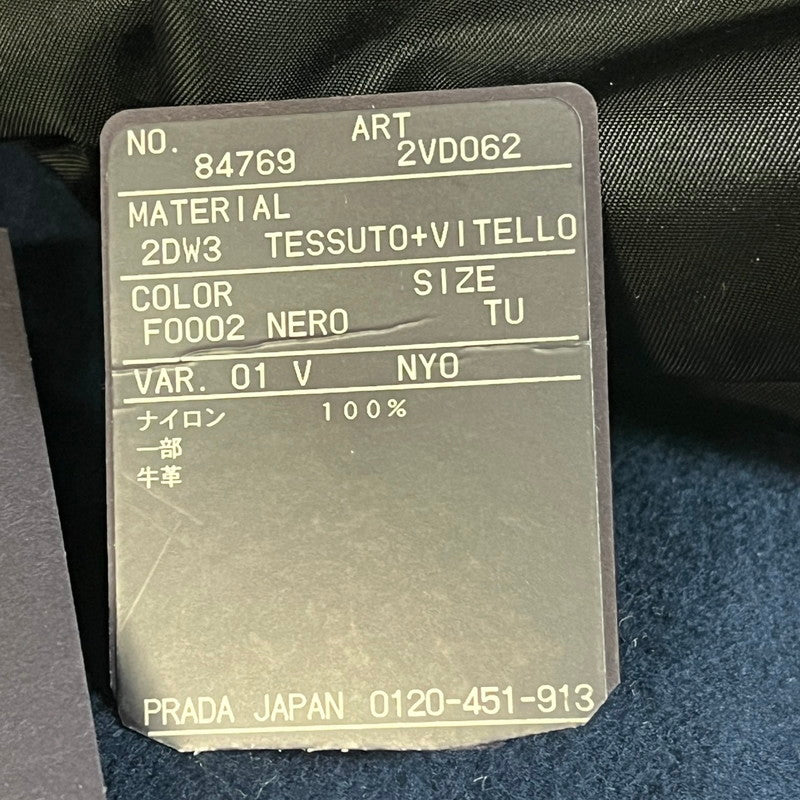 NO. ART
84769 2VD062
MATERIAL
2DW3 TESSUTO+VITELLO
COLOR SIZE
F0002 NERO TU
VAR. 01 V NYO
ナイロン 100%
一部
牛革
PRADA JAPAN 0120-451-913